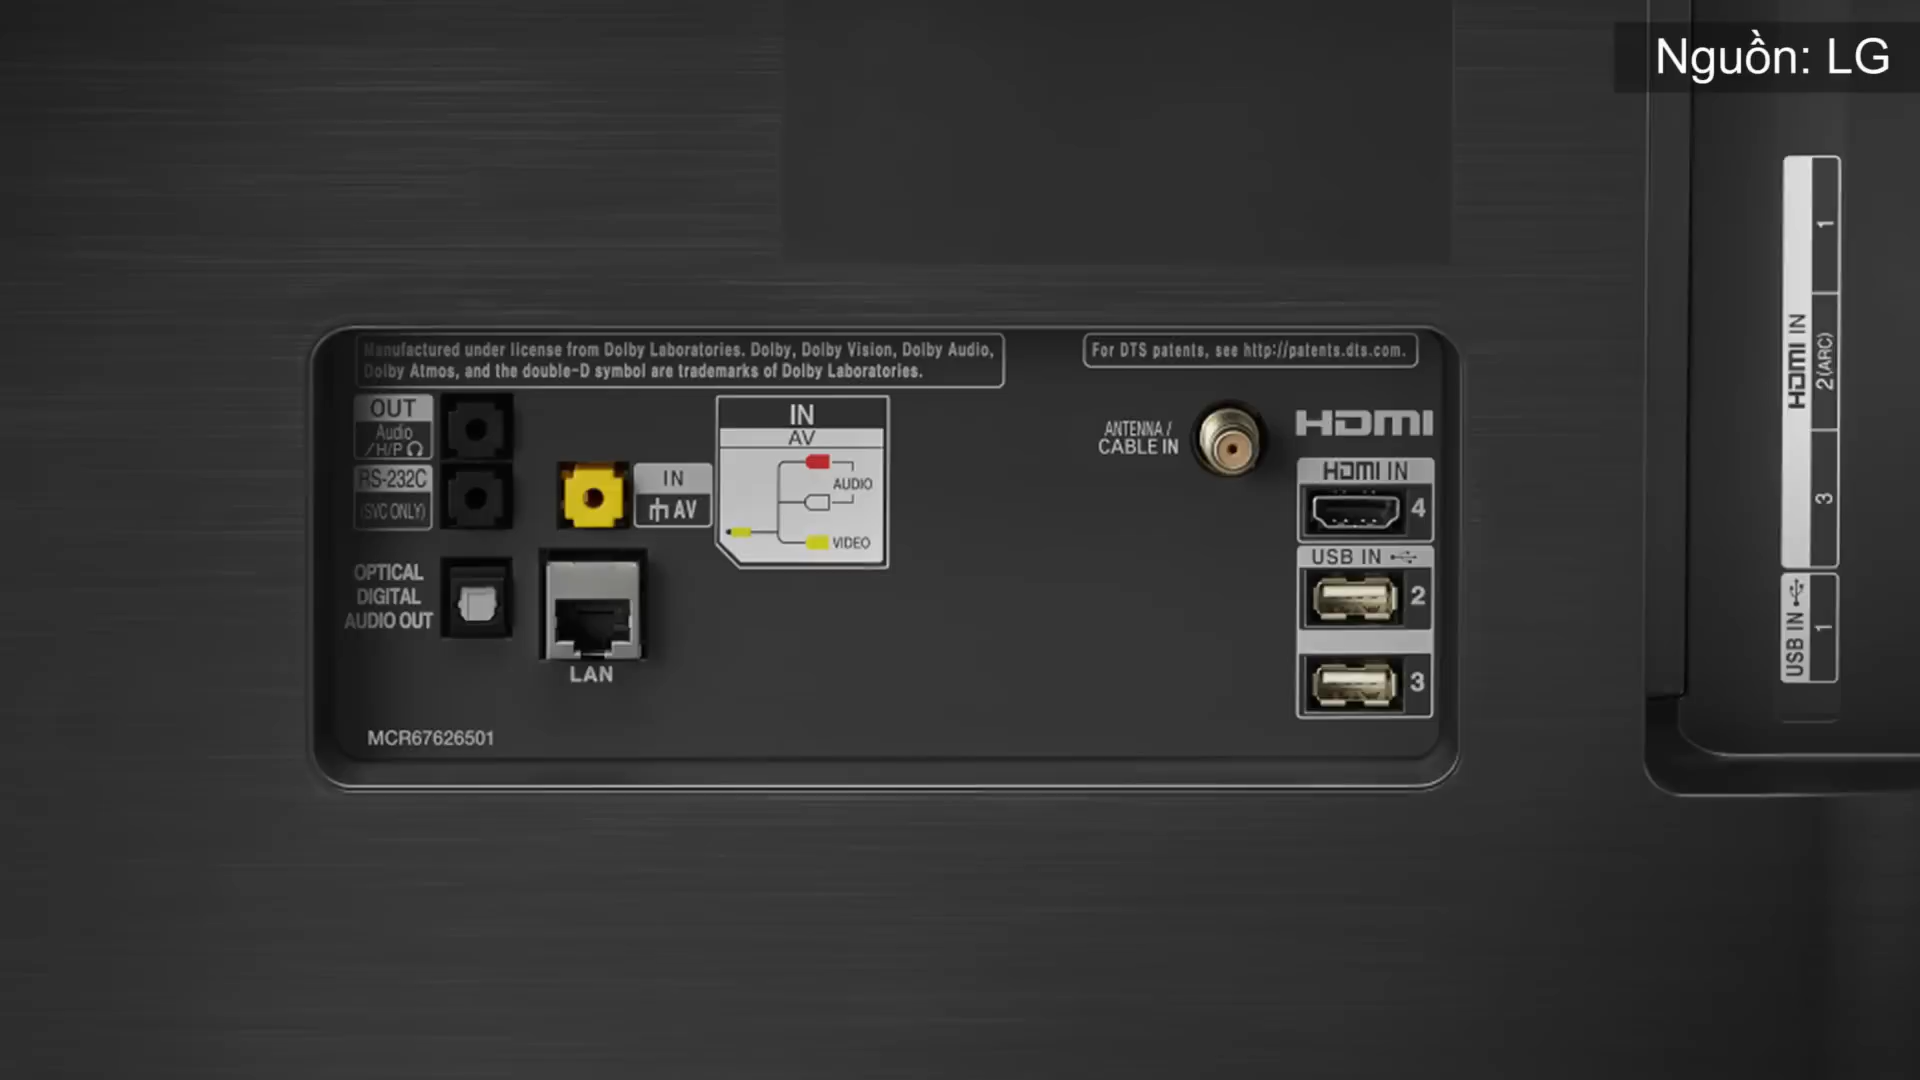 Nguồn: LG
Manufactured under license from Dolby Laboratories. Dolby, Dolby Vision, Dolby Audio,
Dolby Atmos, and the double-D symbol are trademarks of Dolby Laboratories.
For DTS patents, see http://patents.dts.com.
OUT
Audio
/H/P
RS-232C
(SVC ONLY)
OPTICAL
DIGITAL
AUDIO OUT
LAN
IN
AV
IN
AV
AUDIO
VIDEO
ANTENNA /
CABLE IN
HDMI
HDMI IN
4
USB IN
2
3
MCR67626501
HDMI IN
1
2(ARC)
3
USB IN
1